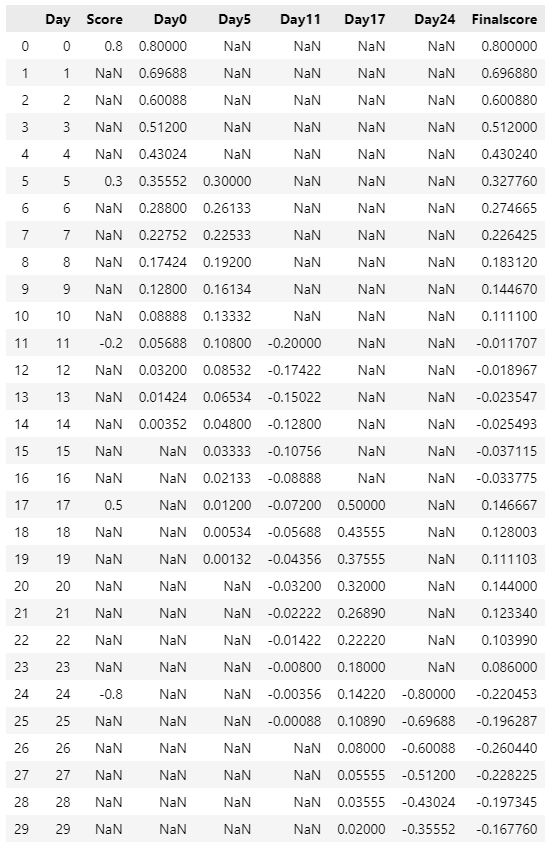 Day Score Day0 Day5 Day11 Day17 Day24 Finalscore
0 0 0.8 0.80000 NaN NaN NaN NaN 0.800000
1 1 NaN 0.69688 NaN NaN NaN NaN 0.696880
2 2 NaN 0.60088 NaN NaN NaN NaN 0.600880
3 3 NaN 0.51200 NaN NaN NaN NaN 0.512000
4 4 NaN 0.43024 NaN NaN NaN NaN 0.430240
5 5 0.3 0.35552 0.30000 NaN NaN NaN 0.327760
6 6 NaN 0.28800 0.26133 NaN NaN NaN 0.274665
7 7 NaN 0.22752 0.22533 NaN NaN NaN 0.226425
8 8 NaN 0.17424 0.19200 NaN NaN NaN 0.183120
9 9 NaN 0.12800 0.16134 NaN NaN NaN 0.144670
10 10 NaN 0.08888 0.13332 NaN NaN NaN 0.111100
11 11 -0.2 0.05688 0.10800 -0.20000 NaN NaN -0.011707
12 12 NaN 0.03200 0.08532 -0.17422 NaN NaN -0.018967
13 13 NaN 0.01424 0.06534 -0.15022 NaN NaN -0.023547
14 14 NaN 0.00352 0.04800 -0.12800 NaN NaN -0.025493
15 15 NaN NaN 0.03333 -0.10756 NaN NaN -0.037115
16 16 NaN NaN 0.02133 -0.08888 NaN NaN -0.033775
17 17 0.5 NaN 0.01200 -0.07200 0.50000 NaN 0.146667
18 18 NaN NaN 0.00534 -0.05688 0.43555 NaN 0.128003
19 19 NaN NaN 0.00132 -0.04356 0.37555 NaN 0.111103
20 20 NaN NaN NaN -0.03200 0.32000 NaN 0.144000
21 21 NaN NaN NaN -0.02222 0.26890 NaN 0.123340
22 22 NaN NaN NaN -0.01422 0.22220 NaN 0.103990
23 23 NaN NaN NaN -0.00800 0.18000 NaN 0.086000
24 24 -0.8 NaN NaN -0.00356 0.14220 -0.80000 -0.220453
25 25 NaN NaN NaN -0.00088 0.10890 -0.69688 -0.196287
26 26 NaN NaN NaN NaN 0.08000 -0.60088 -0.260440
27 27 NaN NaN NaN NaN 0.05555 -0.51200 -0.228225
28 28 NaN NaN NaN NaN 0.03555 -0.43024 -0.197345
29 29 NaN NaN NaN NaN 0.02000 -0.35552 -0.167760